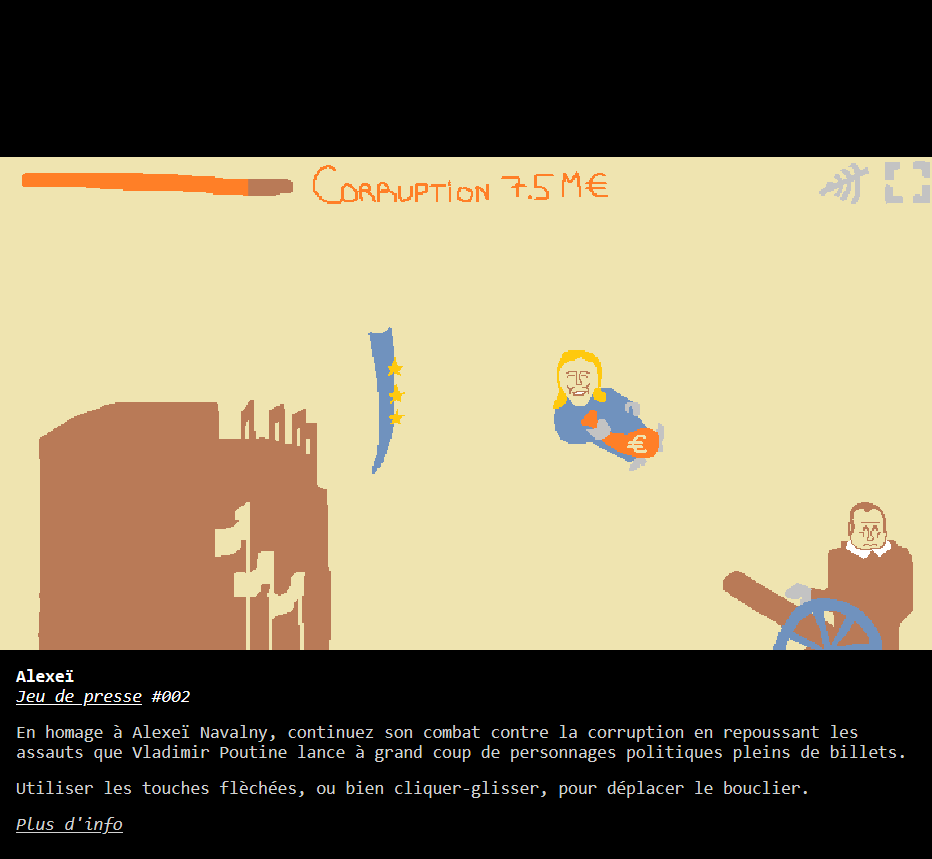 CORRUPTION 7.5 M€
€
Alexeï
Jeu de presse #002
En homage à Alexeï Navalny, continuez son combat contre la corruption en repoussant les
assauts que Vladimir Poutine lance à grand coup de personnages politiques pleins de billets.
Utiliser les touches flèchées, ou bien cliquer-glisser, pour déplacer le bouclier.
Plus d'info